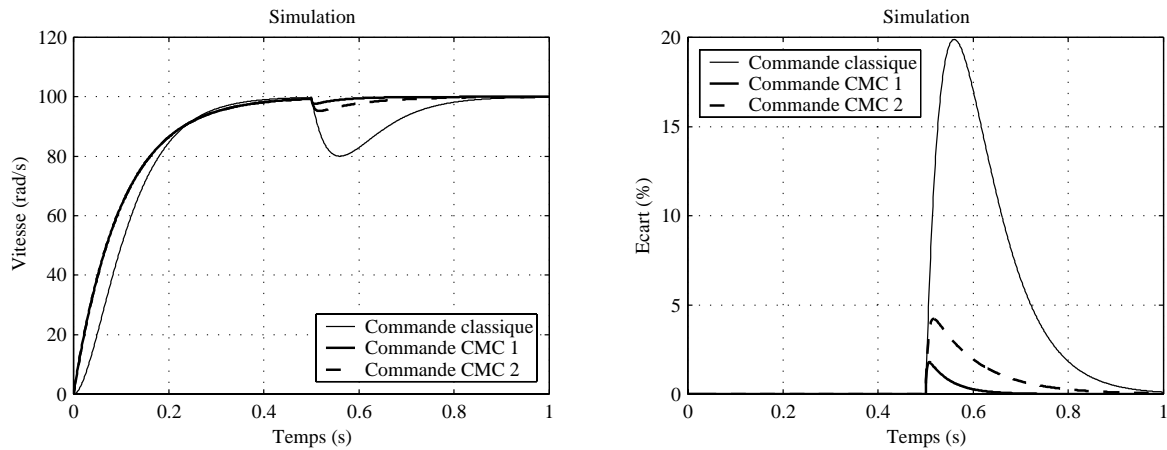 Simulation
120
100
80
60
40
20
0
Vitesse (rad/s)
Commande classique
Commande CMC 1
Commande CMC 2
0
0.2
0.4
0.6
0.8
1
Temps (s)
Simulation
20
15
10
5
0
Ecart (%)
Commande classique
Commande CMC 1
Commande CMC 2
0
0.2
0.4
0.6
0.8
1
Temps (s)